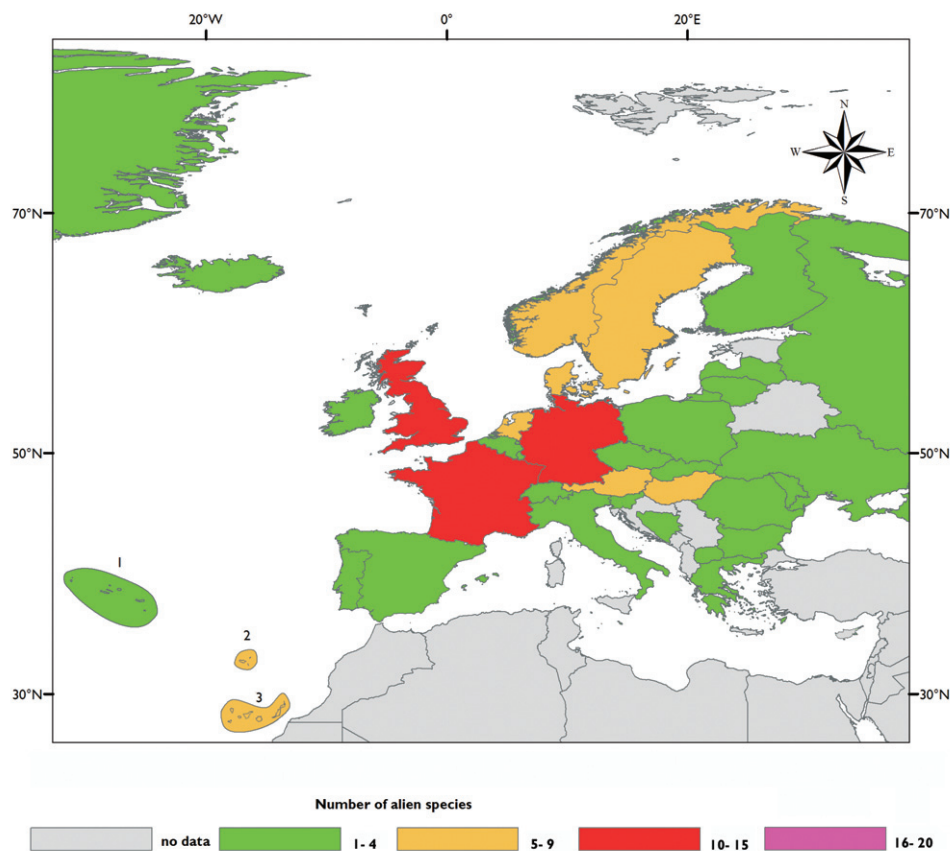 20°W 0° 20°E
N
W E
S
70°N 70°N
50°N 50°N
1
2
3
30°N 30°N
Number of alien species
no data 1- 4 5- 9 10- 15 16- 20